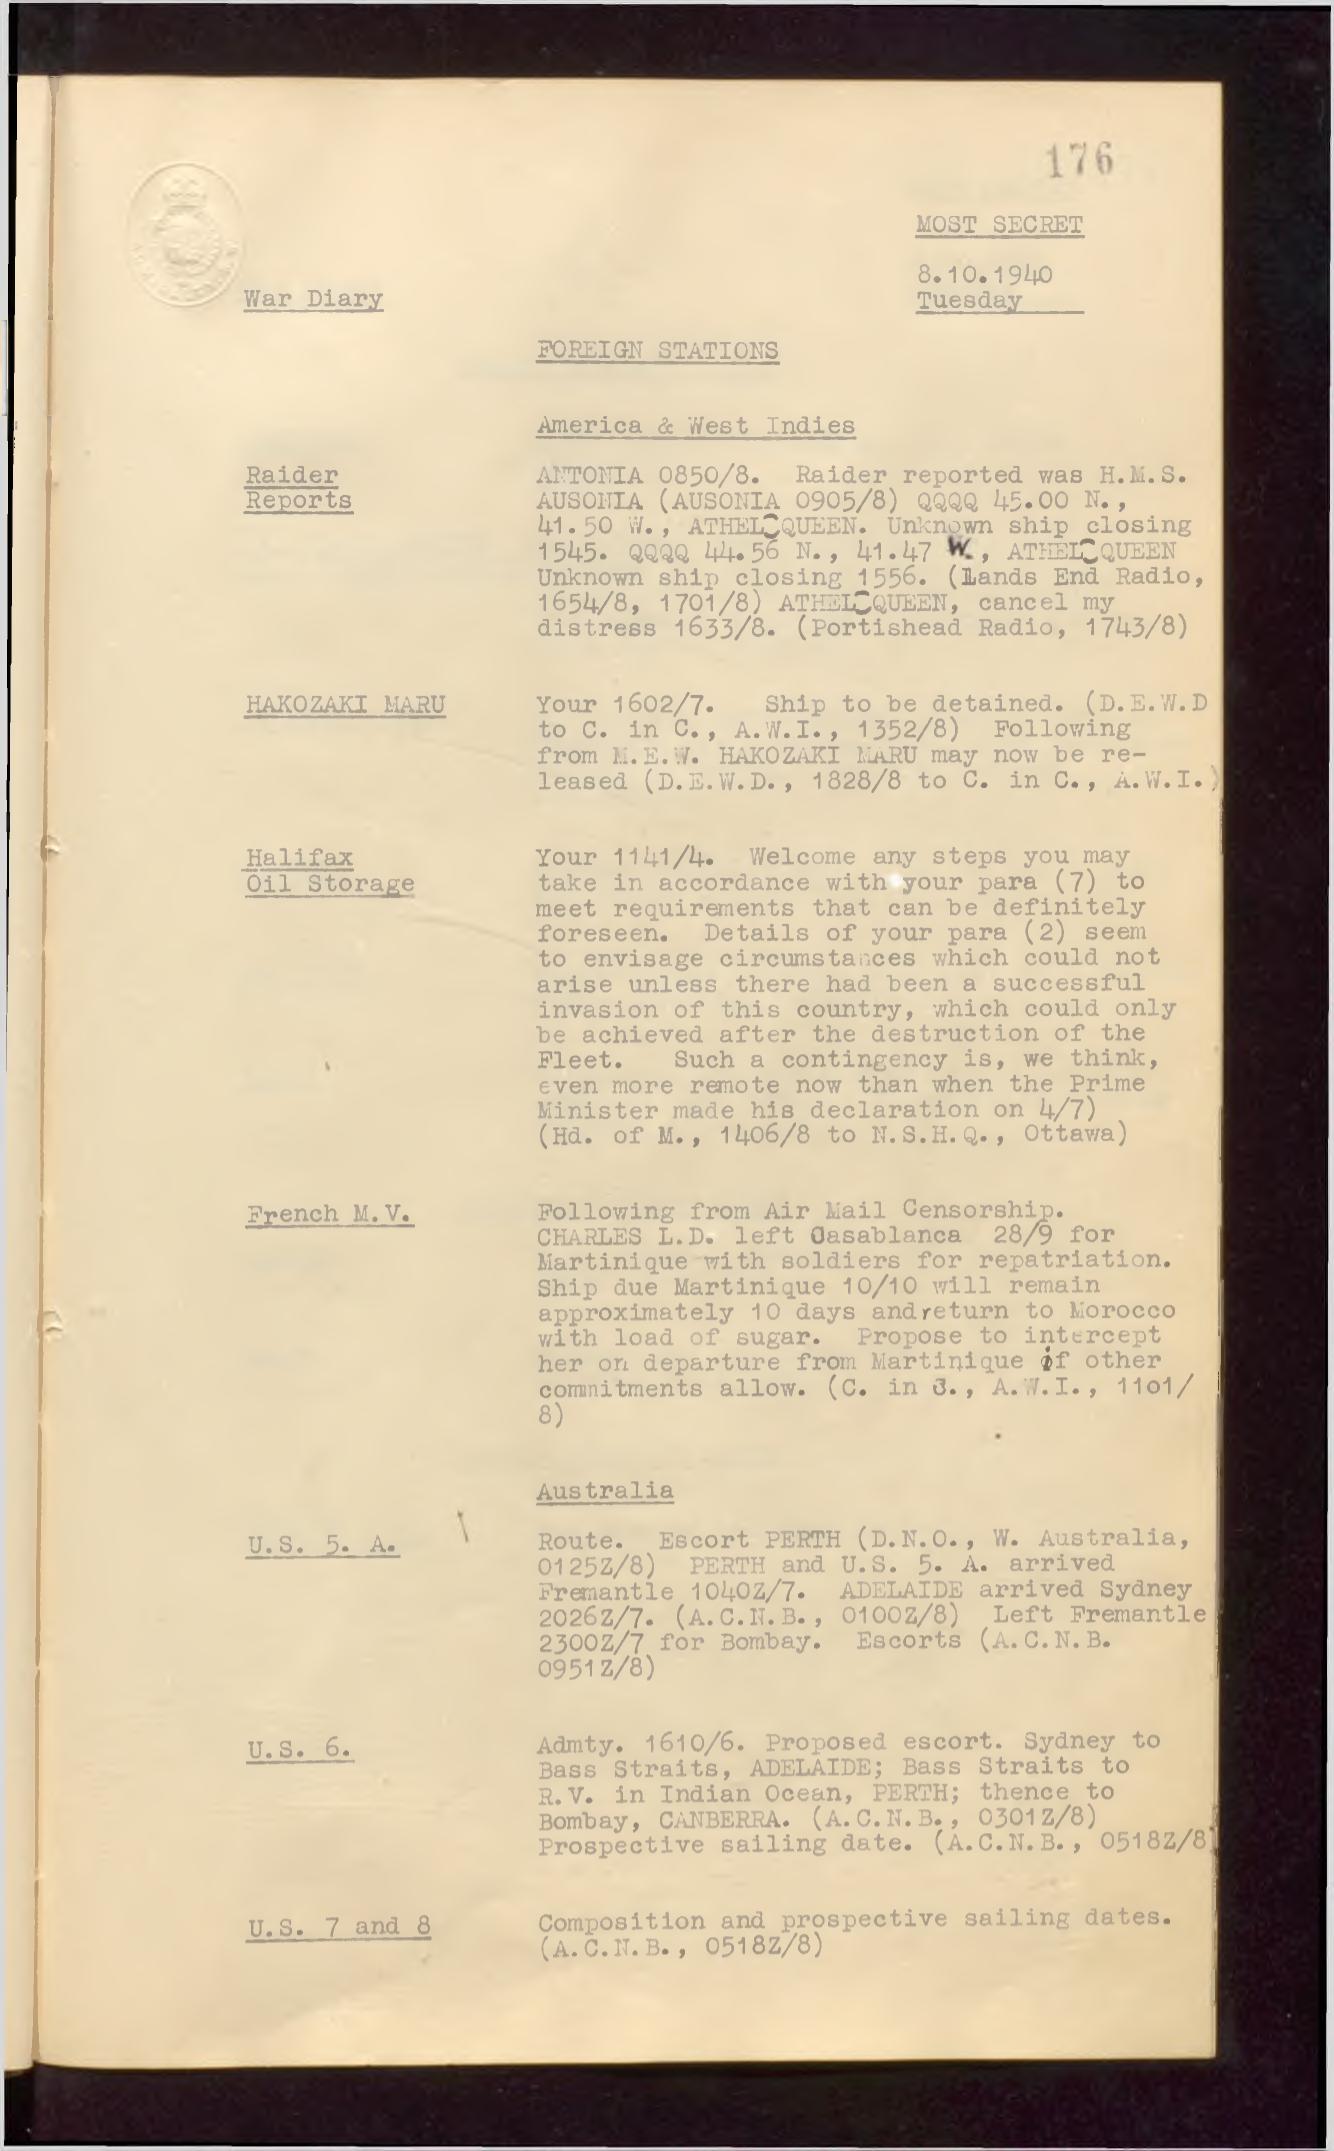 176
MOST SECRET
8.10.1940
War Diary
Tuesday
FOREIGN STATIONS
America & West Indies
Raider
Reports
ANTONIA 0850/8. Raider reported was H.M.S.
AUSONIA (AUSONIA 0905/8) QQQQ 45.00 N.,
41.50 W., ATHELQUEEN. Unknown ship closing
1545. QQQQ 44.56 N., 41.47 W., ATHELQUEEN
Unknown ship closing 1556. (Lands End Radio,
1654/8, 1701/8) ATHELQUEEN, cancel my
distress 1633/8. (Portishead Radio, 1743/8)
HAKOZAKI MARU
Your 1602/7. Ship to be detained. (D.E.W.D
to C. in C., A.W.I., 1352/8) Following
from M.E.W. HAKOZAKI MARU may now be re-
leased (D.E.W.D., 1828/8 to C. in C., A.W.I.)
Halifax
Oil Storage
Your 1141/4. Welcome any steps you may
take in accordance with your para (7) to
meet requirements that can be definitely
foreseen. Details of your para (2) seem
to envisage circumstances which could not
arise unless there had been a successful
invasion of this country, which could only
be achieved after the destruction of the
Fleet. Such a contingency is, we think,
even more remote now than when the Prime
Minister made his declaration on 4/7)
(Hd. of M., 1406/8 to N.S.H.Q., Ottawa)
French M.V.
Following from Air Mail Censorship.
CHARLES L.D. left Casablanca 28/9 for
Martinique with soldiers for repatriation.
Ship due Martinique 10/10 will remain
approximately 10 days and return to Morocco
with load of sugar. Propose to intercept
her on departure from Martinique if other
commitments allow. (C. in C., A.W.I., 1101/
8)
Australia
U.S. 5. A.
Route. Escort PERTH (D.N.O., W. Australia,
0125Z/8) PERTH and U.S. 5. A. arrived
Fremantle 1040Z/7. ADELAIDE arrived Sydney
2026Z/7. (A.C.N.B., 0100Z/8) Left Fremantle
2300Z/7 for Bombay. Escorts (A.C.N.B.
0951Z/8)
U.S. 6.
Admty. 1610/6. Proposed escort. Sydney to
Bass Straits, ADELAIDE; Bass Straits to
R.V. in Indian Ocean, PERTH; thence to
Bombay, CANBERRA. (A.C.N.B., 0301Z/8)
Prospective sailing date. (A.C.N.B., 0518Z/8)
U.S. 7 and 8
Composition and prospective sailing dates.
(A.C.N.B., 0518Z/8)